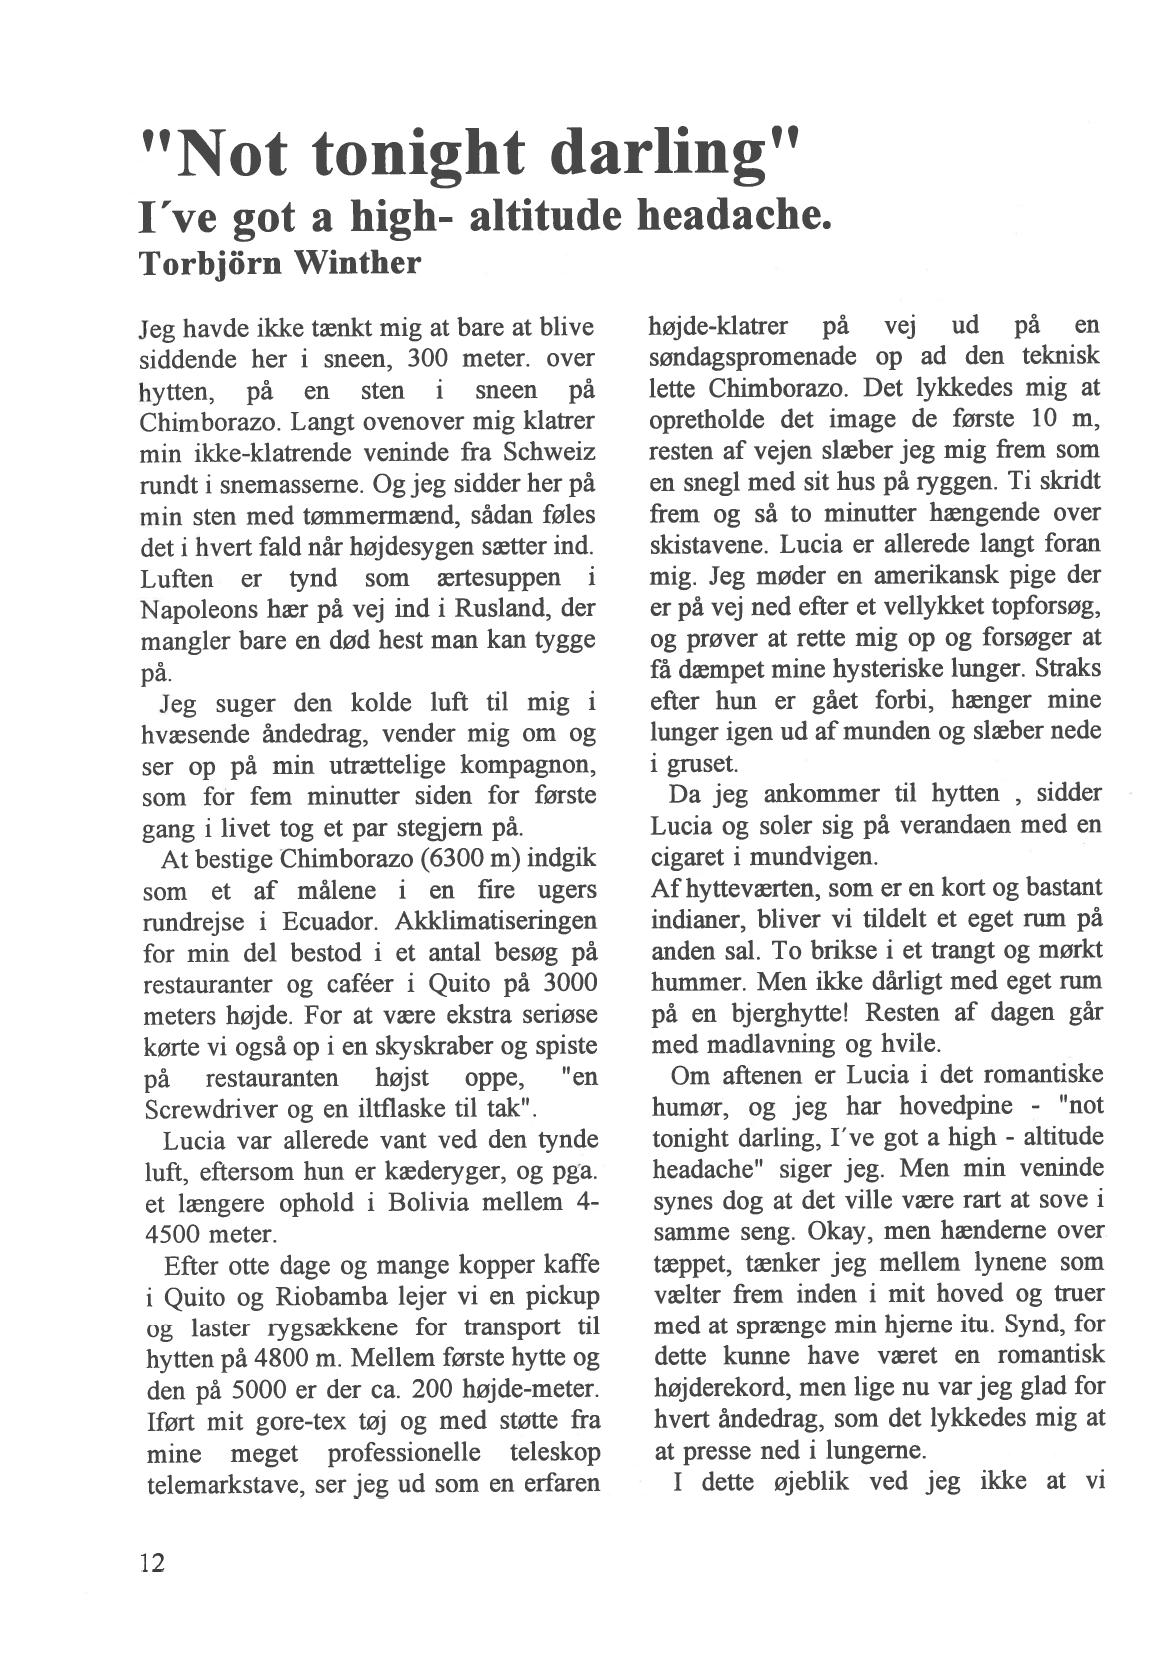 "Not tonight darling"
I´ve got a high- altitude headache.
Torbjörn Winther
Jeg havde ikke tænkt mig at bare at blive
siddende her i sneen, 300 meter. over
hytten, på en sten i sneen på
Chimborazo. Langt ovenover mig klatrer
min ikke-klatrende veninde fra Schweiz
rundt i snemasserne. Og jeg sidder her på
min sten med tømmermænd, sådan føles
det i hvert fald når højdesygen sætter ind.
Luften er tynd som ærtesuppen i
Napoleons hær på vej ind i Rusland, der
mangler bare en død hest man kan tygge
på.
Jeg suger den kolde luft til mig i
hvæsende åndedrag, vender mig om og
ser op på min utrættelige kompagnon,
som for fem minutter siden for første
gang i livet tog et par stegjern på.
At bestige Chimborazo (6300 m) indgik
som et af målene i en fire ugers
rundrejse i Ecuador. Akklimatiseringen
for min del bestod i et antal besøg på
restauranter og caféer i Quito på 3000
meters højde. For at være ekstra seriøse
kørte vi også op i en skyskraber og spiste
på restauranten højst oppe, "en
Screwdriver og en iltflaske til tak".
Lucia var allerede vant ved den tynde
luft, eftersom hun er kæderyger, og pga.
et længere ophold i Bolivia mellem 4-
4500 meter.
Efter otte dage og mange kopper kaffe
i Quito og Riobamba lejer vi en pickup
og laster rygsækkene for transport til
hytten på 4800 m. Mellem første hytte og
den på 5000 er der ca. 200 højde-meter.
Iført mit gore-tex tøj og med støtte fra
mine meget professionelle teleskop
telemarkstave, ser jeg ud som en erfaren
højde-klatrer på vej ud på en
søndagspromenade op ad den teknisk
lette Chimborazo. Det lykkedes mig at
opretholde det image de første 10 m,
resten af vejen slæber jeg mig frem som
en snegl med sit hus på ryggen. Ti skridt
frem og så to minutter hængende over
skistavene. Lucia er allerede langt foran
mig. Jeg møder en amerikansk pige der
er på vej ned efter et vellykket topforsøg,
og prøver at rette mig op og forsøger at
få dæmpet mine hysteriske lunger. Straks
efter hun er gået forbi, hænger mine
lunger igen ud af munden og slæber nede
i gruset.
Da jeg ankommer til hytten , sidder
Lucia og soler sig på verandaen med en
cigaret i mundvigen.
Af hytteværten, som er en kort og bastant
indianer, bliver vi tildelt et eget rum på
anden sal. To brikse i et trangt og mørkt
hummer. Men ikke dårligt med eget rum
på en bjerghytte! Resten af dagen går
med madlavning og hvile.
Om aftenen er Lucia i det romantiske
humør, og jeg har hovedpine - "not
tonight darling, I´ve got a high - altitude
headache" siger jeg. Men min veninde
synes dog at det ville være rart at sove i
samme seng. Okay, men hænderne over
tæppet, tænker jeg mellem lynene som
vælter frem inden i mit hoved og truer
med at sprænge min hjerne itu. Synd, for
dette kunne have været en romantisk
højderekord, men lige nu var jeg glad for
hvert åndedrag, som det lykkedes mig at
at presse ned i lungerne.
I dette øjeblik ved jeg ikke at vi
12